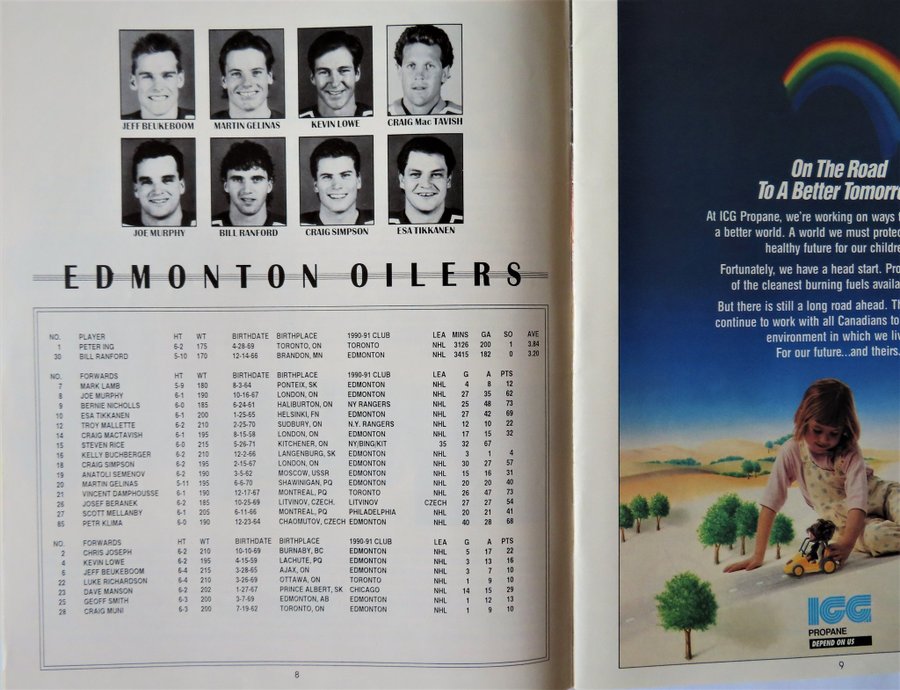 JEFF BEUKEBOOM MARTIN GELINAS KEVIN LOWE CRAIG Mac TAVISH
JOE MURPHY BILL RANFORD CRAIG SIMPSON ESA TIKKANEN
EDMONTON OILERS
NO. PLAYER HT WT BIRTHDATE BIRTHPLACE 1990-91 CLUB LEA MINS GA SO AVE
1 PETER ING 6-2 175 4-28-69 TORONTO, ON TORONTO NHL 3126 200 1 3.84
30 BILL RANFORD 5-10 170 12-14-66 BRANDON, MN EDMONTON NHL 3415 182 0 3.20
NO. FORWARDS HT WT BIRTHDATE BIRTHPLACE 1990-91 CLUB LEA G A PTS
7 MARK LAMB 5-9 180 8-3-64 PONTEIX, SK EDMONTON NHL 4 8 12
8 JOE MURPHY 6-1 190 10-16-67 LONDON, ON EDMONTON NHL 27 35 62
9 BERNIE NICHOLLS 6-0 185 6-24-61 HALIBURTON, ON NY RANGERS NHL 25 48 73
10 ESA TIKKANEN 6-1 200 1-25-65 HELSINKI, FN EDMONTON NHL 27 42 69
12 TROY MALLETTE 6-2 210 2-25-70 SUDBURY, ON N.Y. RANGERS NHL 12 10 22
14 CRAIG MACTAVISH 6-1 195 8-15-58 LONDON, ON EDMONTON NHL 17 15 32
15 STEVEN RICE 6-0 215 5-26-71 KITCHENER, ON NY/BING/KIT 35 32 67
16 KELLY BUCHBERGER 6-2 210 12-2-66 LANGENBURG, SK EDMONTON NHL 3 1 4
18 CRAIG SIMPSON 6-2 195 2-15-67 LONDON, ON EDMONTON NHL 30 27 57
19 ANATOLI SEMENOV 6-2 190 3-5-62 MOSCOW, USSR EDMONTON NHL 15 16 31
20 MARTIN GELINAS 5-11 195 6-6-70 SHAWINIGAN, PQ EDMONTON NHL 20 20 40
21 VINCENT DAMPHOUSSE 6-1 190 12-17-67 MONTREAL, PQ TORONTO NHL 26 47 73
26 JOSEF BERANEK 6-2 185 10-25-69 LITVINOV, CZECH. LITVINOV CZECH 27 27 54
27 SCOTT MELLANBY 6-1 205 6-11-66 MONTREAL, PQ PHILADELPHIA NHL 20 21 41
85 PETR KLIMA 6-0 190 12-23-64 CHAOMUTOV, CZECH EDMONTON NHL 40 28 68
NO. FORWARDS HT WT BIRTHDATE BIRTHPLACE 1990-91 CLUB LEA G A PTS
2 CHRIS JOSEPH 6-2 210 10-10-69 BURNABY, BC EDMONTON NHL 5 17 22
4 KEVIN LOWE 6-2 195 4-15-59 LACHUTE, PQ EDMONTON NHL 3 13 16
6 JEFF BEUKEBOOM 6-4 215 3-28-65 AJAX, ON EDMONTON NHL 3 7 10
22 LUKE RICHARDSON 6-4 210 3-26-69 OTTAWA, ON TORONTO NHL 1 9 10
23 DAVE MANSON 6-2 202 1-27-67 PRINCE ALBERT, SK CHICAGO NHL 14 15 29
25 GEOFF SMITH 6-3 200 3-7-69 EDMONTON, AB EDMONTON NHL 1 12 13
28 CRAIG MUNI 6-3 200 7-19-62 TORONTO, ON EDMONTON NHL 1 9 10
8
On The Road
To A Better Tomorr
At ICG Propane, we're working on ways
a better world. A world we must protec
healthy future for our childre
Fortunately, we have a head start. Pro
of the cleanest burning fuels availa
But there is still a long road ahead.
continue to work with all Canadians to
environment in which we liv
For our future...and theirs.
ICG
PROPANE
DEPEND ON US
9